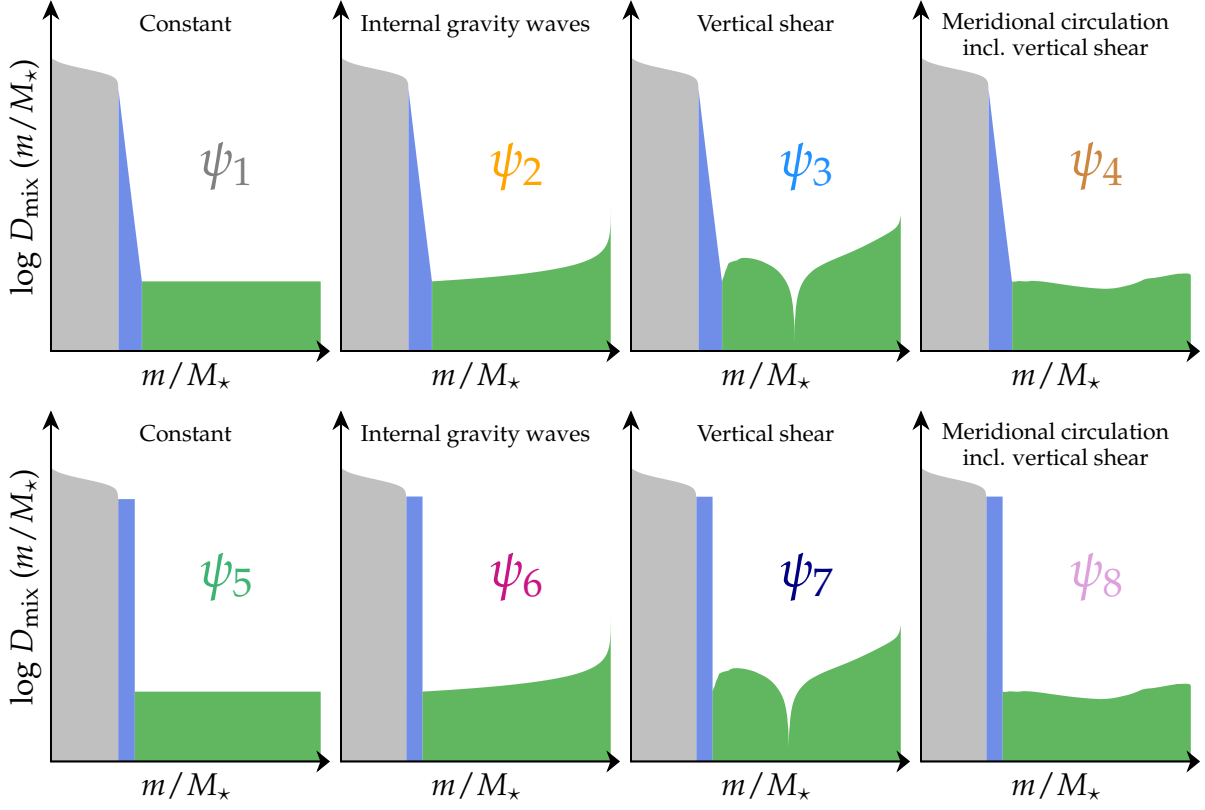 Constant
Internal gravity waves
Vertical shear
Meridional circulation
incl. vertical shear
log D_mix (m/M⋆)
ψ1
ψ2
ψ3
ψ4
m/M⋆
m/M⋆
m/M⋆
m/M⋆
Constant
Internal gravity waves
Vertical shear
Meridional circulation
incl. vertical shear
log D_mix (m/M⋆)
ψ5
ψ6
ψ7
ψ8
m/M⋆
m/M⋆
m/M⋆
m/M⋆